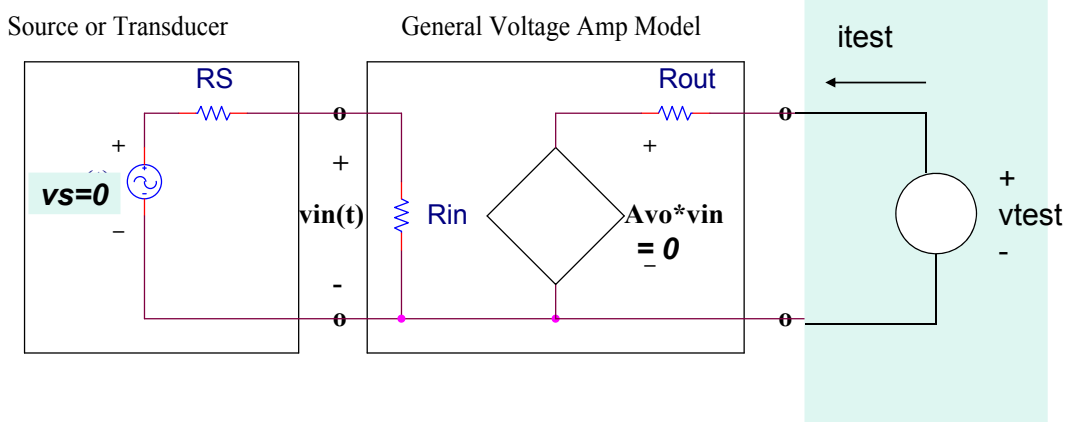 Source or Transducer
General Voltage Amp Model
itest
RS
Rout
o
o
+
+
+
+
vs=0
vin(t)
Rin
Avo*vin
= 0
vtest
−
−
-
-
o
o